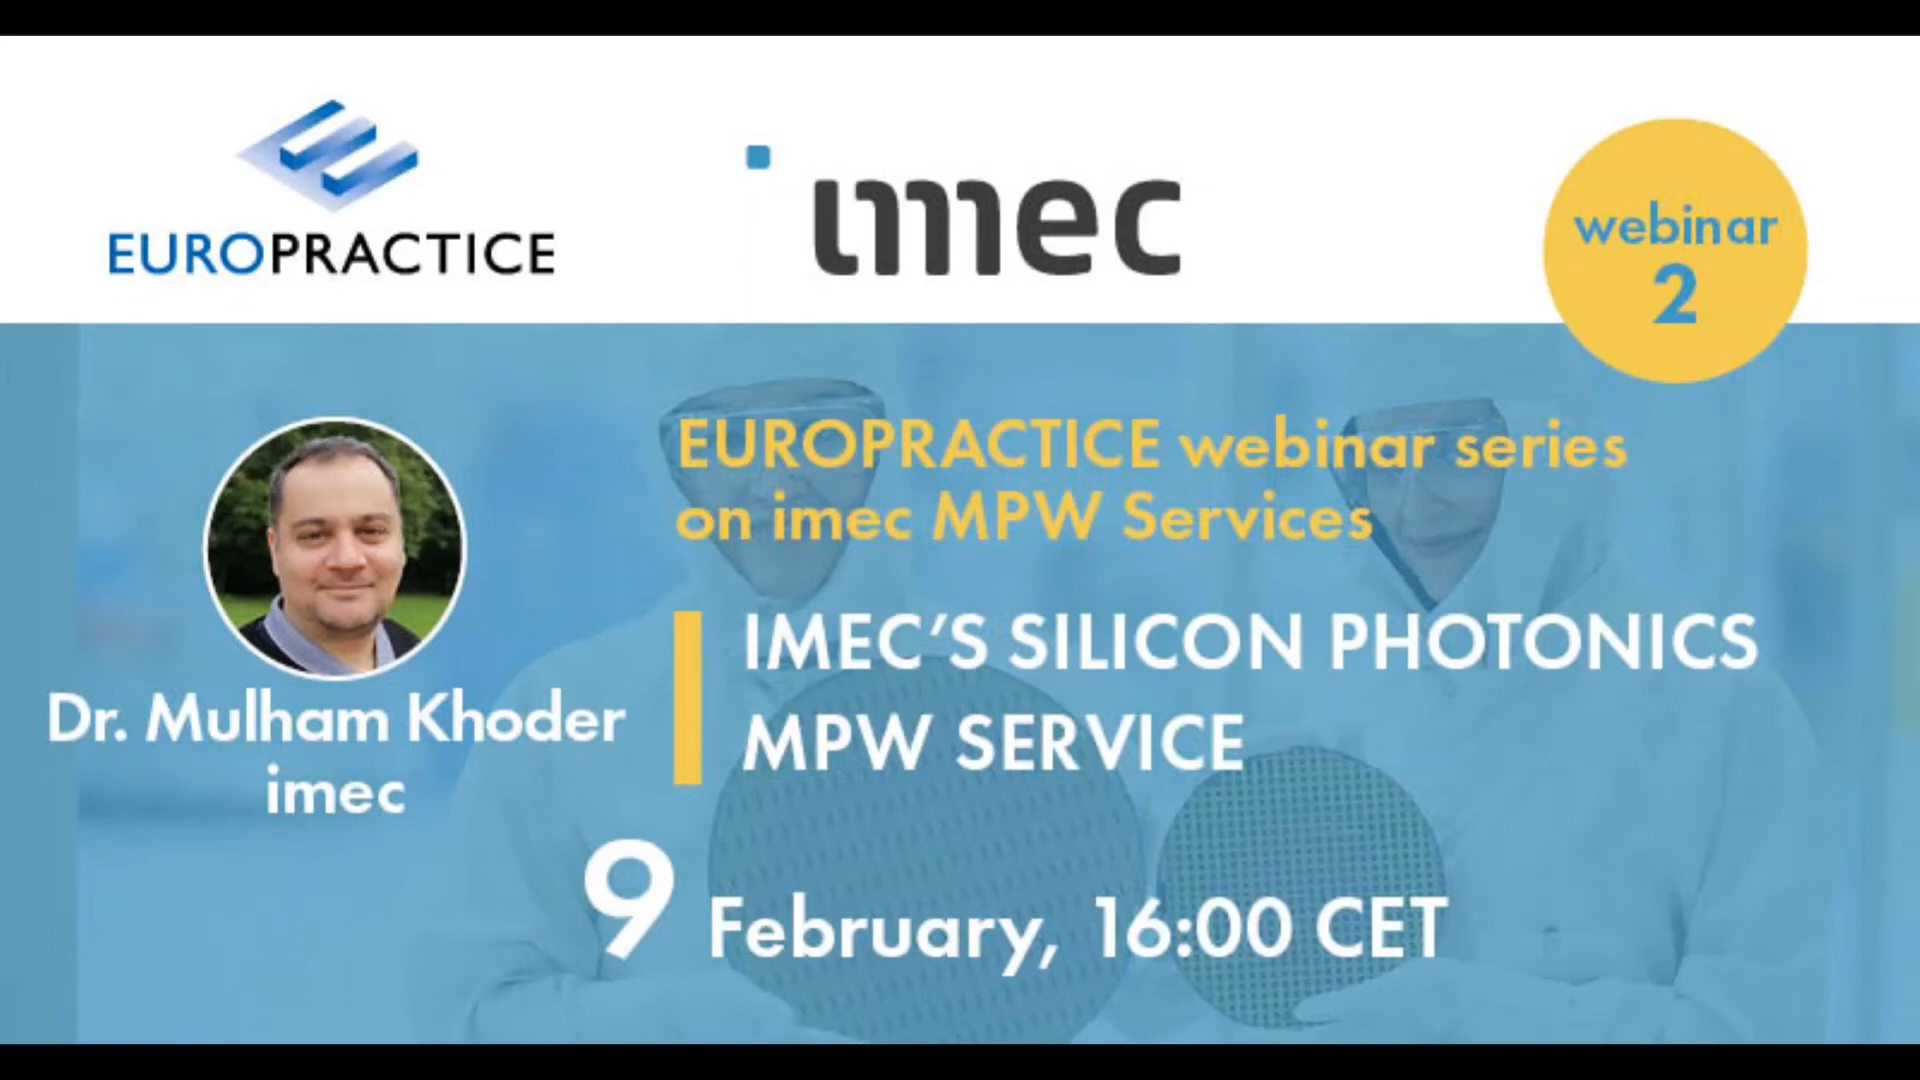 EUROPRACTICE
imec
webinar
2
EUROPRACTICE webinar series
on imec MPW Services
IMEC’S SILICON PHOTONICS
MPW SERVICE
Dr. Mulham Khoder
imec
9 February, 16:00 CET